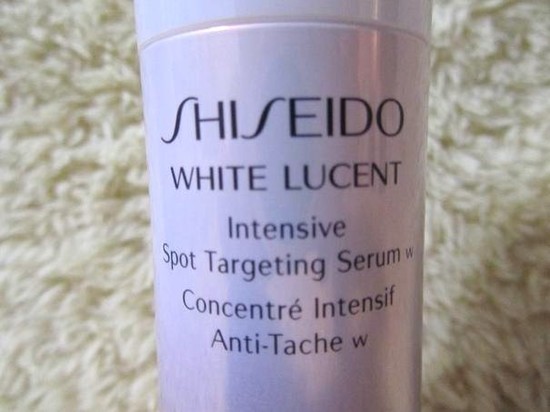 SHISEIDO
WHITE LUCENT
Intensive
Spot Targeting Serum w
Concentré Intensif
Anti-Tache w